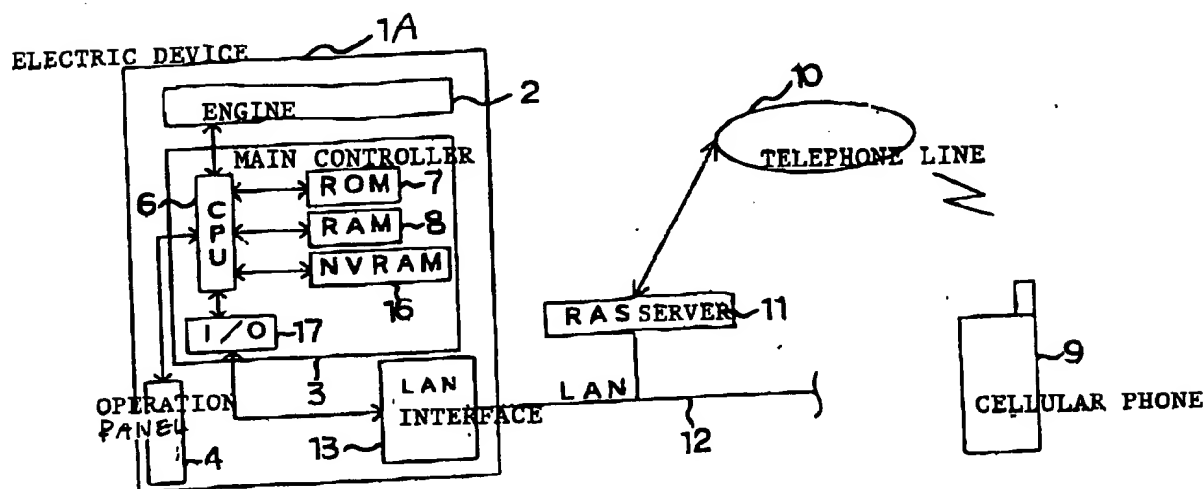 1A
ELECTRIC DEVICE
ENGINE
2
MAIN CONTROLLER
6
CPU
ROM
7
RAM
8
NVRAM
16
I/O
17
3
OPERATION
PANEL
4
LAN
INTERFACE
13
10
TELEPHONE LINE
RAS SERVER
11
LAN
12
9
CELLULAR PHONE